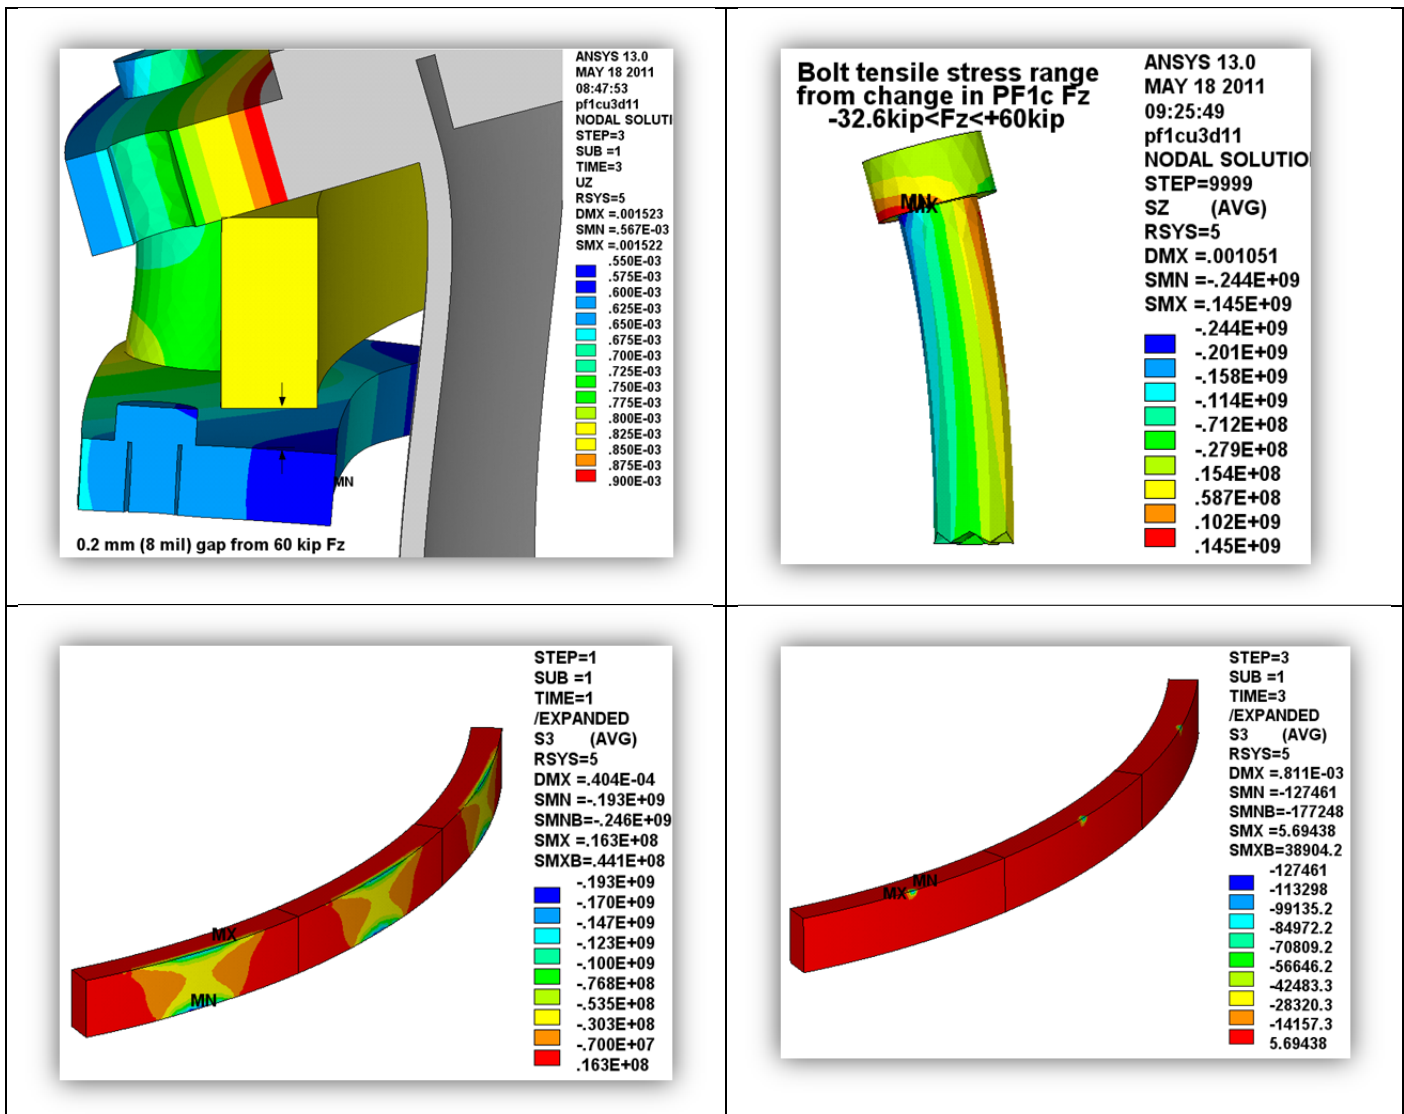 ANSYS 13.0
MAY 18 2011
08:47:53
pf1cu3d11
NODAL SOLUTI
STEP=3
SUB =1
TIME=3
UZ
RSYS=5
DMX =.001523
SMN =.567E-03
SMX =.001522
.550E-03
.575E-03
.600E-03
.625E-03
.650E-03
.675E-03
.700E-03
.725E-03
.750E-03
.775E-03
.800E-03
.825E-03
.850E-03
.875E-03
.900E-03
MN
0.2 mm (8 mil) gap from 60 kip Fz
Bolt tensile stress range
from change in PF1c Fz
-32.6kip<Fz<+60kip
MN
MX
ANSYS 13.0
MAY 18 2011
09:25:49
pf1cu3d11
NODAL SOLUTIO
STEP=9999
SZ (AVG)
RSYS=5
DMX =.001051
SMN =-.244E+09
SMX =.145E+09
-.244E+09
-.201E+09
-.158E+09
-.114E+09
-.712E+08
-.279E+08
.154E+08
.587E+08
.102E+09
.145E+09
STEP=1
SUB =1
TIME=1
/EXPANDED
S3 (AVG)
RSYS=5
DMX =.404E-04
SMN =-.193E+09
SMNB=-.246E+09
SMX =.163E+08
SMXB=.441E+08
-.193E+09
-.170E+09
-.147E+09
-.123E+09
-.100E+09
-.768E+08
-.535E+08
-.303E+08
-.700E+07
.163E+08
MX
MN
STEP=3
SUB =1
TIME=3
/EXPANDED
S3 (AVG)
RSYS=5
DMX =.811E-03
SMN =-127461
SMNB=-177248
SMX =5.69438
SMXB=38904.2
-127461
-113298
-99135.2
-84972.2
-70809.2
-56646.2
-42483.3
-28320.3
-14157.3
5.69438
MN
MX